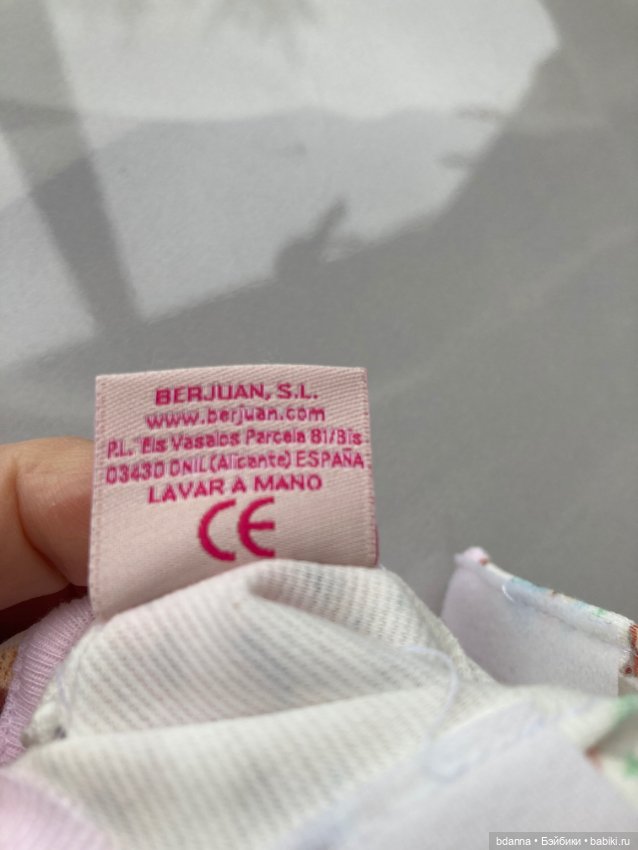 BERJUAN, S.L.
www.berjuan.com
P.L. "Els Vasalos Parcela 81/Bis
03430 ONIL (Alicante) ESPAÑA
LAVAR A MANO
CE
bdanna • Бэйбики • babiki.ru